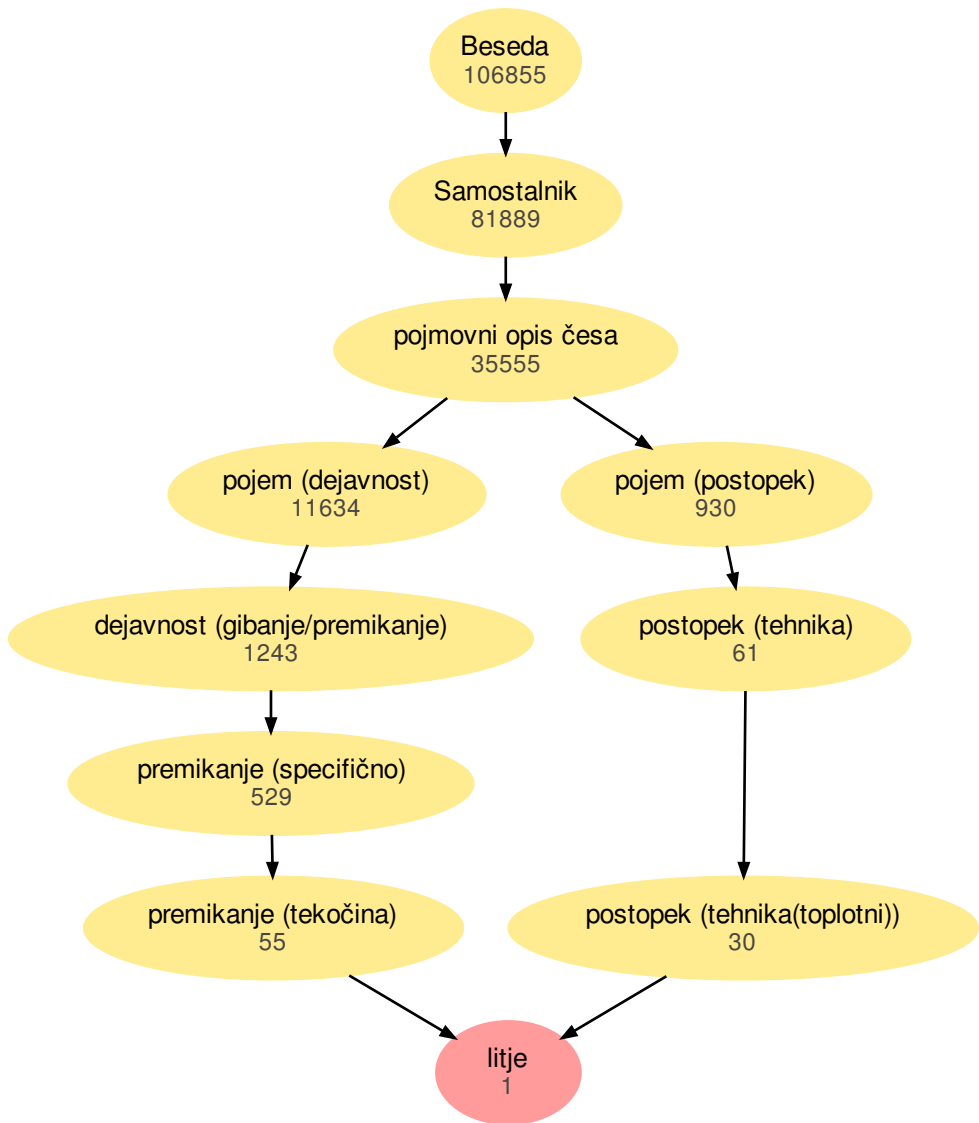 Beseda
106855
Samostalnik
81889
pojmovni opis česa
35555
pojem (dejavnost)
11634
pojem (postopek)
930
dejavnost (gibanje/premikanje)
1243
postopek (tehnika)
61
premikanje (specifično)
529
premikanje (tekočina)
55
postopek (tehnika(toplotni))
30
litje
1